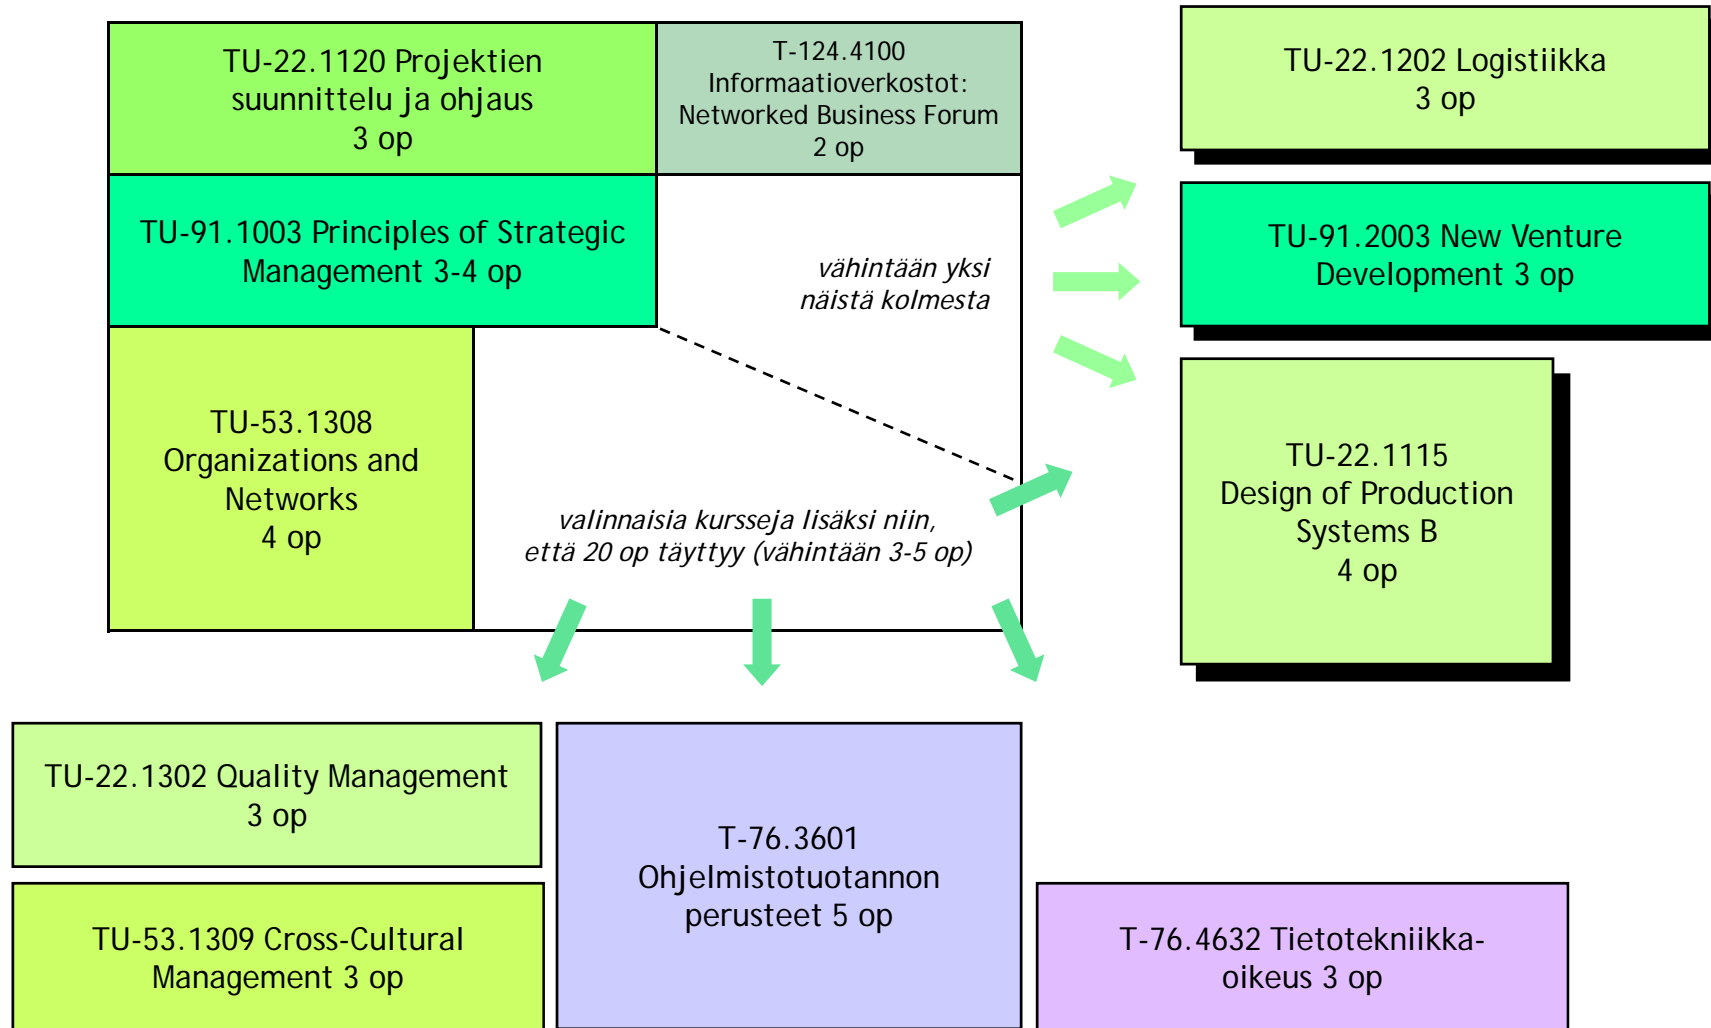 TU-22.1120 Projektien
suunnittelu ja ohjaus
3 op
T-124.4100
Informaatioverkostot:
Networked Business Forum
2 op
TU-22.1202 Logistiikka
3 op
TU-91.1003 Principles of Strategic
Management 3-4 op
vähintään yksi
näistä kolmesta
TU-91.2003 New Venture
Development 3 op
TU-53.1308
Organizations and
Networks
4 op
valinnaisia kursseja lisäksi niin,
että 20 op täyttyy (vähintään 3-5 op)
TU-22.1115
Design of Production
Systems B
4 op
TU-22.1302 Quality Management
3 op
TU-53.1309 Cross-Cultural
Management 3 op
T-76.3601
Ohjelmistotuotannon
perusteet 5 op
T-76.4632 Tietotekniikka-
oikeus 3 op